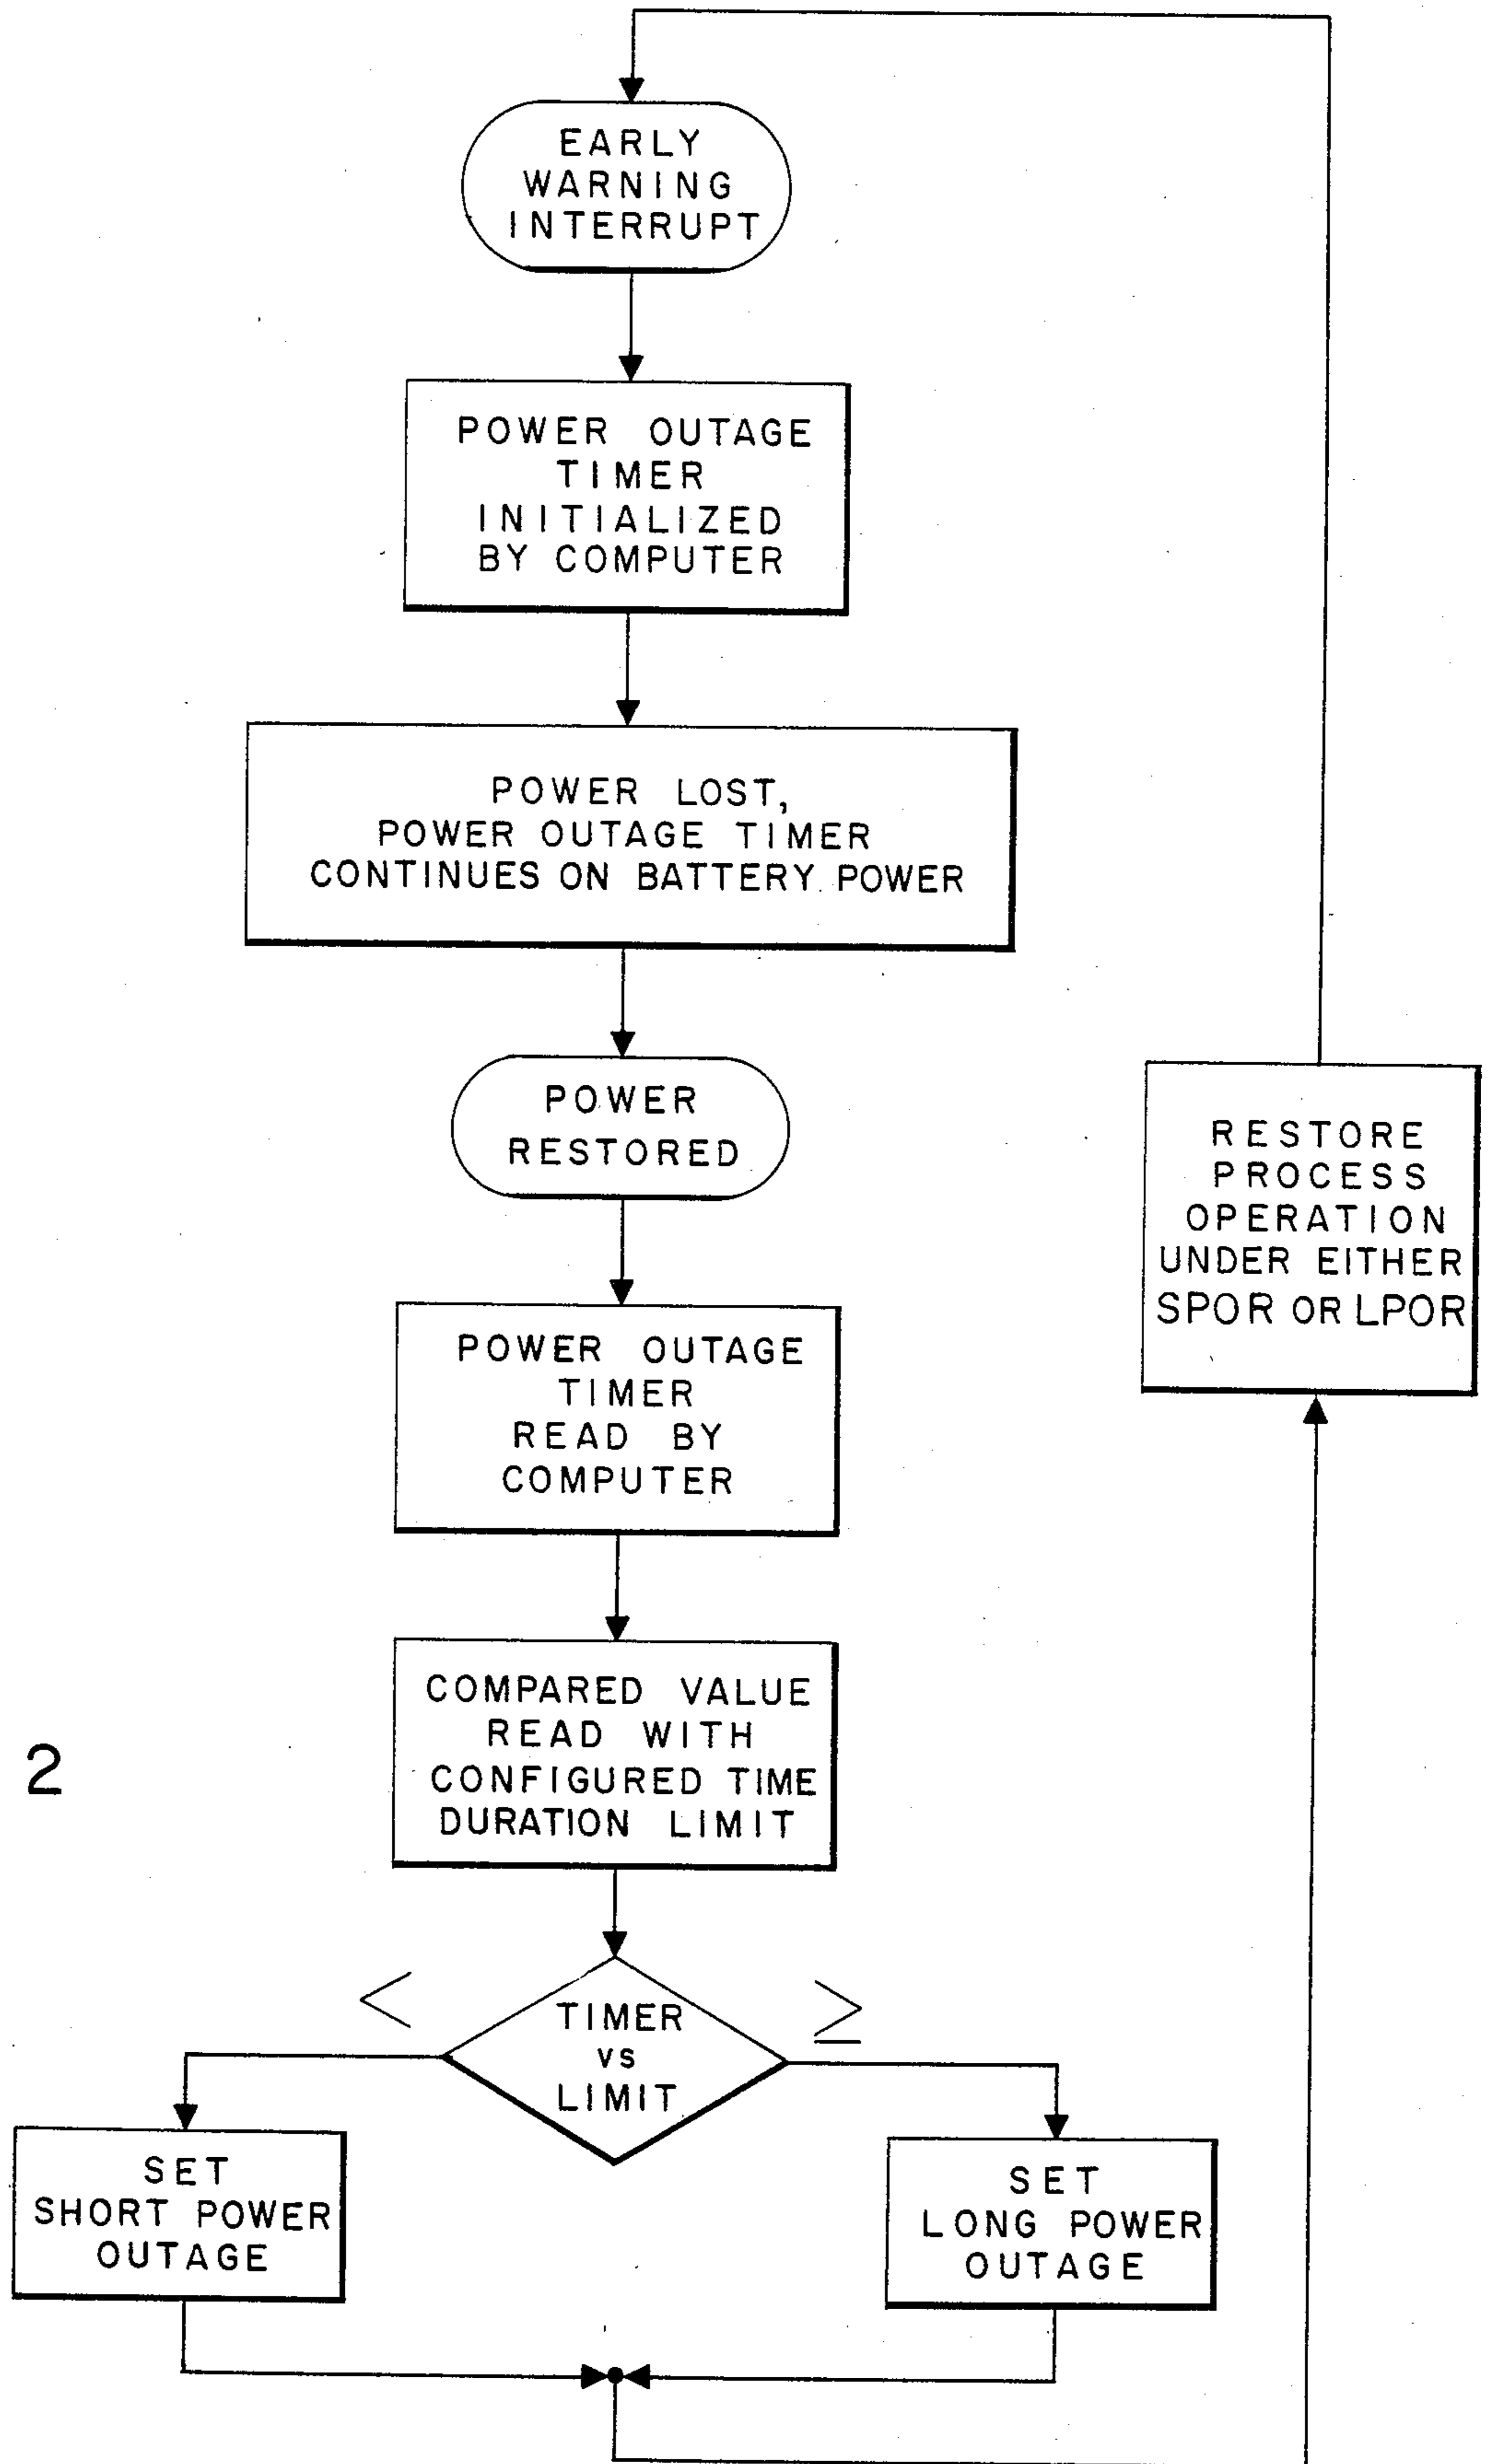 EARLY
WARNING
INTERRUPT
POWER OUTAGE
TIMER
INITIALIZED
BY COMPUTER
POWER LOST,
POWER OUTAGE TIMER
CONTINUES ON BATTERY POWER
POWER
RESTORED
RESTORE
PROCESS
OPERATION
UNDER EITHER
SPOR OR LPOR
POWER OUTAGE
TIMER
READ BY
COMPUTER
COMPARED VALUE
READ WITH
CONFIGURED TIME
DURATION LIMIT
2
<
≥
TIMER
VS
LIMIT
SET
SHORT POWER
OUTAGE
SET
LONG POWER
OUTAGE